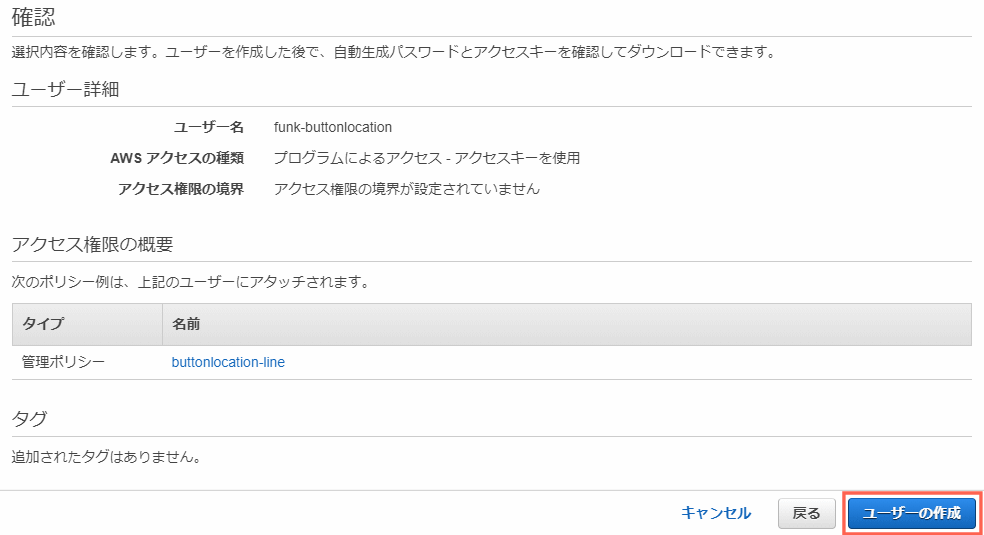 確認
選択内容を確認します。ユーザーを作成した後で、自動生成パスワードとアクセスキーを確認してダウンロードできます。
ユーザー詳細
ユーザー名 funk-buttonlocation
AWS アクセスの種類 プログラムによるアクセス - アクセスキーを使用
アクセス権限の境界 アクセス権限の境界が設定されていません
アクセス権限の概要
次のポリシー例は、上記のユーザーにアタッチされます。
タイプ 名前
管理ポリシー buttonlocation-line
タグ
追加されたタグはありません。
キャンセル 戻る ユーザーの作成